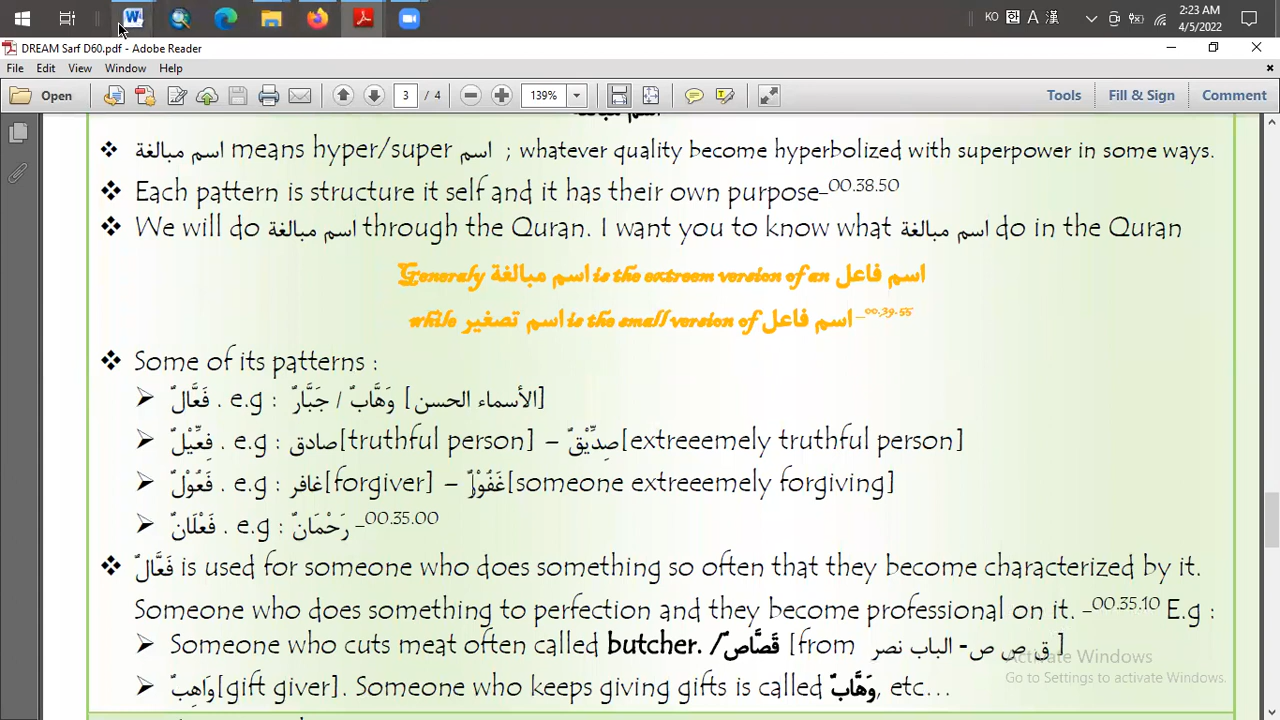 KO A 漢
2:23 AM
4/5/2022
DREAM Sarf D60.pdf - Adobe Reader
File Edit View Window Help
Open 3 / 4 139% Tools Fill & Sign Comment
اسم مبالغة
❖ اسم مبالغة means hyper/super اسم ; whatever quality become hyperbolized with superpower in some ways.
❖ Each pattern is structure it self and it has their own purpose_00.38.50
❖ We will do اسم مبالغة through the Quran. I want you to know what اسم مبالغة do in the Quran
Generaly اسم مبالغة is the extreem version of an اسم فاعل
while اسم تصغير is the small version of اسم فاعل _00.39.55
❖ Some of its patterns :
➢ فَعَّالٌ . e.g : وَهَّابٌ / جَبَّارٌ [الأسماء الحسن]
➢ فِعِّيْلٌ . e.g : صادق[truthful person] – صِدِّيْقٌ[extreeemely truthful person]
➢ فَعُوْلٌ . e.g : غافر[forgiver] – غَفُوْرٌ[someone extreeemely forgiving]
➢ فَعْلَانٌ . e.g : رَحْمَانٌ _00.35.00
❖ فَعَّالٌ is used for someone who does something so often that they become characterized by it.
Someone who does something to perfection and they become professional on it. _00.35.10 E.g :
➢ Someone who cuts meat often called butcher. /قَصَّاصٌ [from ق ص ص- الباب نصر ]
➢ وَاهِبٌ[gift giver]. Someone who keeps giving gifts is called وَهَّابٌ, etc...
Activate Windows
Go to Settings to activate Windows.